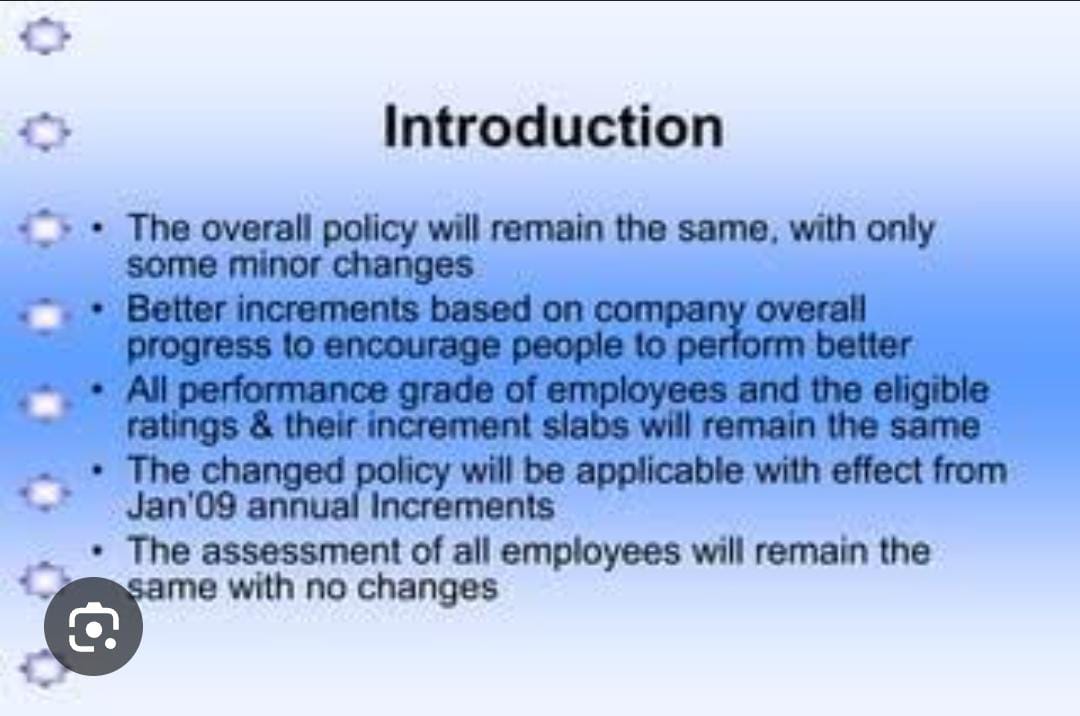 Introduction
• The overall policy will remain the same, with only
some minor changes
• Better increments based on company overall
progress to encourage people to perform better
• All performance grade of employees and the eligible
ratings & their increment slabs will remain the same
• The changed policy will be applicable with effect from
Jan'09 annual Increments
• The assessment of all employees will remain the
same with no changes